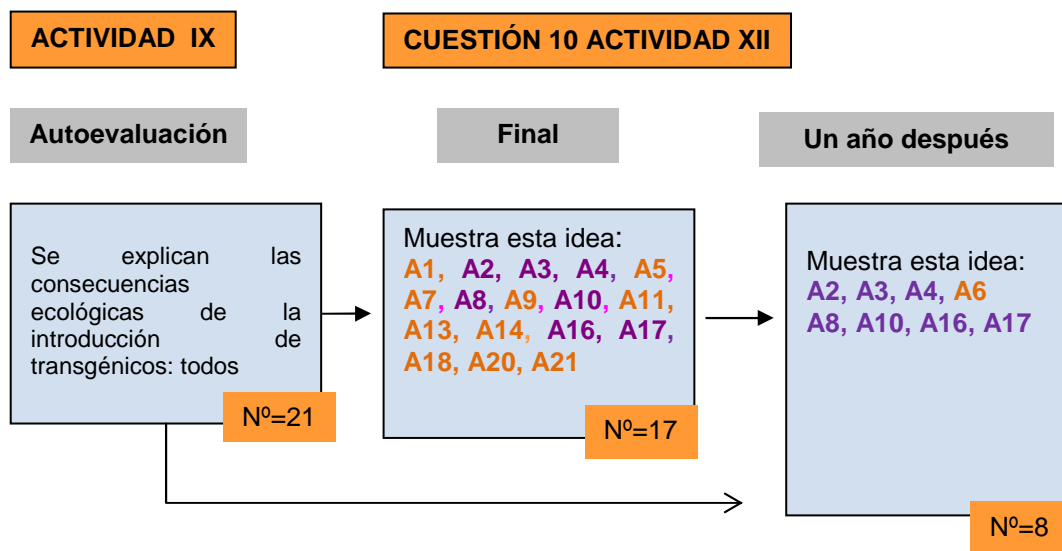 ACTIVIDAD IX
CUESTIÓN 10 ACTIVIDAD XII
Autoevaluación
Final
Un año después
Se explican las
consecuencias
ecológicas de la
introducción de
transgénicos: todos
Nº=21
Muestra esta idea:
A1, A2, A3, A4, A5,
A7, A8, A9, A10, A11,
A13, A14, A16, A17,
A18, A20, A21
Nº=17
Muestra esta idea:
A2, A3, A4, A6
A8, A10, A16, A17
Nº=8